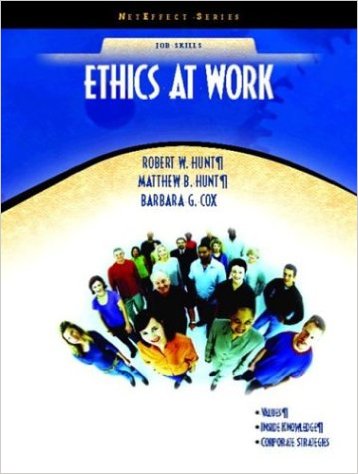 NETEFFECT SERIES
JOB SKILLS
ETHICS AT WORK
ROBERT W. HUNT¶
MATTHEW B. HUNT¶
BARBARA G. COX
• VALUES¶
• INSIDE KNOWLEDGE¶
• CORPORATE STRATEGIES